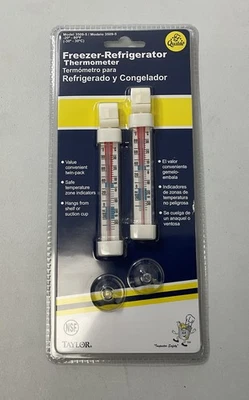 Freezer-Refrigerator
Thermometer
Termómetro para
Refrigerado y Congelador
• Value
convenient
twin-pack
• Safe
temperature
zone indicators
• Hangs from
shelf or
suction cup
• El valor
conveniente
gemelo-
embala
• Indicadores
de zonas de
temperatura
no peligrosa
• Se suelga de
un anaquel o
ventosa
NSF
TAYLOR